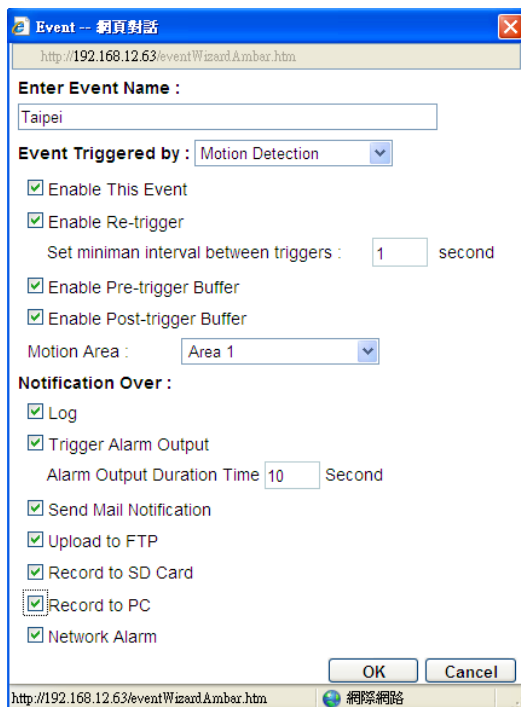 Event -- 網頁對話
http://192.168.12.63/eventWizardAmbar.htm
Enter Event Name :
Taipei
Event Triggered by : Motion Detection
Enable This Event
Enable Re-trigger
Set miniman interval between triggers : 1 second
Enable Pre-trigger Buffer
Enable Post-trigger Buffer
Motion Area : Area 1
Notification Over :
Log
Trigger Alarm Output
Alarm Output Duration Time 10 Second
Send Mail Notification
Upload to FTP
Record to SD Card
Record to PC
Network Alarm
OK Cancel
http://192.168.12.63/eventWizardAmbar.htm 網際網路